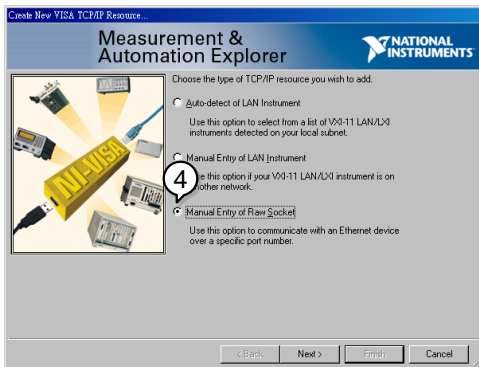 Create New VISA TCP/IP Resource...
Measurement &
Automation Explorer
NATIONAL
INSTRUMENTS
Choose the type of TCP/IP resource you wish to add.
Auto-detect of LAN Instrument
Use this option to select from a list of VXI-11 LAN/LXI
instruments detected on your local subnet.
Manual Entry of LAN Instrument
this option if your VXI-11 LAN/LXI instrument is on
network.
4
Manual Entry of Raw Socket
Use this option to communicate with an Ethernet device
over a specific port number.
NI-VISA
< Back
Next >
Finish
Cancel